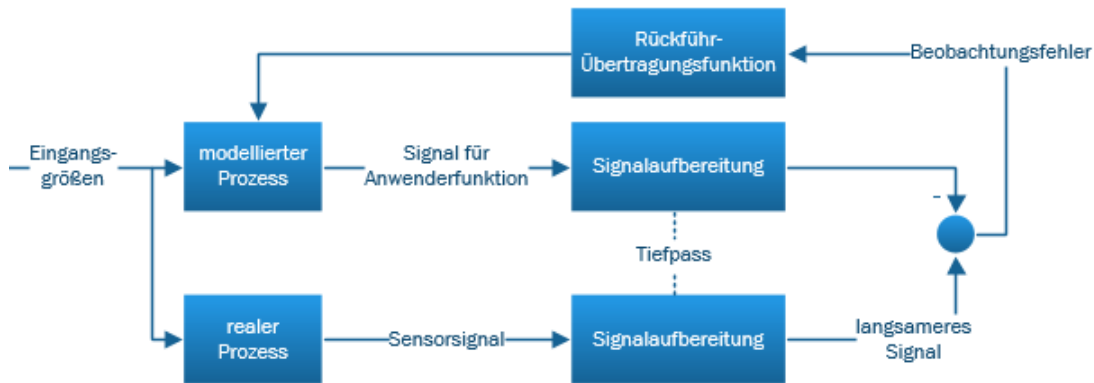 Rückführ-
Übertragungsfunktion
Beobachtungsfehler
Eingangs-
größen
modellierter
Prozess
Signal für
Anwenderfunktion
Signalaufbereitung
-
Tiefpass
realer
Prozess
Sensorsignal
Signalaufbereitung
langsameres
Signal